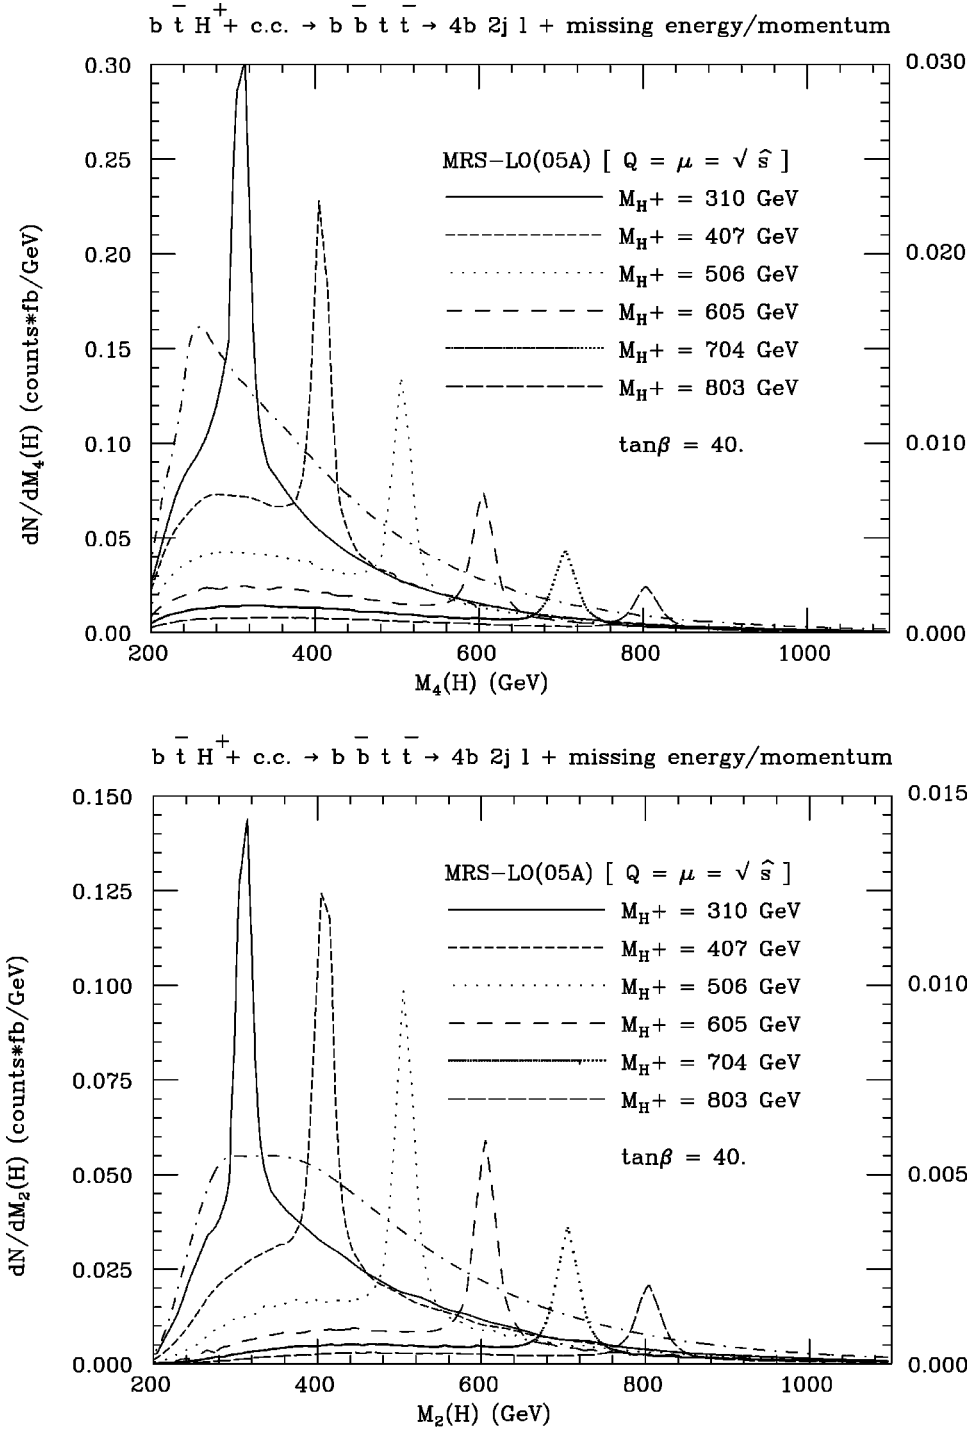 b t̄ H⁺+ c.c. → b b̄ t t̄ → 4b 2j l + missing energy/momentum
0.30
0.25
0.20
0.15
0.10
0.05
0.00
0.030
0.020
0.010
0.000
dN/dM₄(H) (counts*fb/GeV)
MRS-LO(05A) [ Q = μ = √ ŝ ]
M_H+ = 310 GeV
M_H+ = 407 GeV
M_H+ = 506 GeV
M_H+ = 605 GeV
M_H+ = 704 GeV
M_H+ = 803 GeV
tanβ = 40.
200 400 600 800 1000
M₄(H) (GeV)
b t̄ H⁺+ c.c. → b b̄ t t̄ → 4b 2j l + missing energy/momentum
0.150
0.125
0.100
0.075
0.050
0.025
0.000
0.015
0.010
0.005
0.000
dN/dM₂(H) (counts*fb/GeV)
MRS-LO(05A) [ Q = μ = √ ŝ ]
M_H+ = 310 GeV
M_H+ = 407 GeV
M_H+ = 506 GeV
M_H+ = 605 GeV
M_H+ = 704 GeV
M_H+ = 803 GeV
tanβ = 40.
200 400 600 800 1000
M₂(H) (GeV)